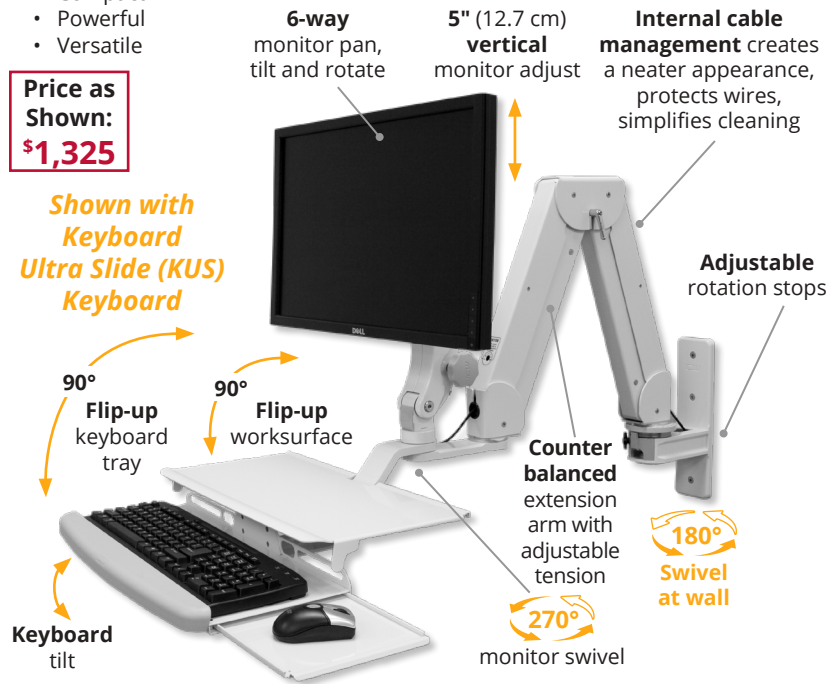 • Powerful
• Versatile
Price as
Shown:
$1,325
Shown with
Keyboard
Ultra Slide (KUS)
Keyboard
6-way
monitor pan,
tilt and rotate
5" (12.7 cm)
vertical
monitor adjust
Internal cable
management creates
a neater appearance,
protects wires,
simplifies cleaning
Adjustable
rotation stops
90°
Flip-up
keyboard
tray
90°
Flip-up
worksurface
DELL
Counter
balanced
extension
arm with
adjustable
tension
180°
Swivel
at wall
270°
monitor swivel
Keyboard
tilt